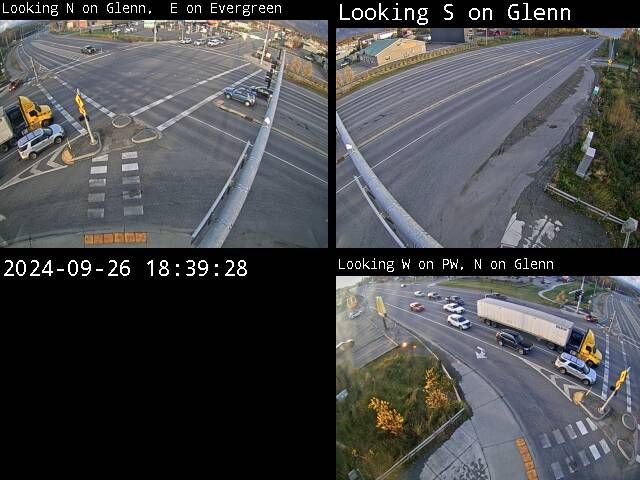 Looking N on Glenn,  E on Evergreen
Looking S on Glenn
2024-09-26 18:39:28
Looking W on PW, N on Glenn